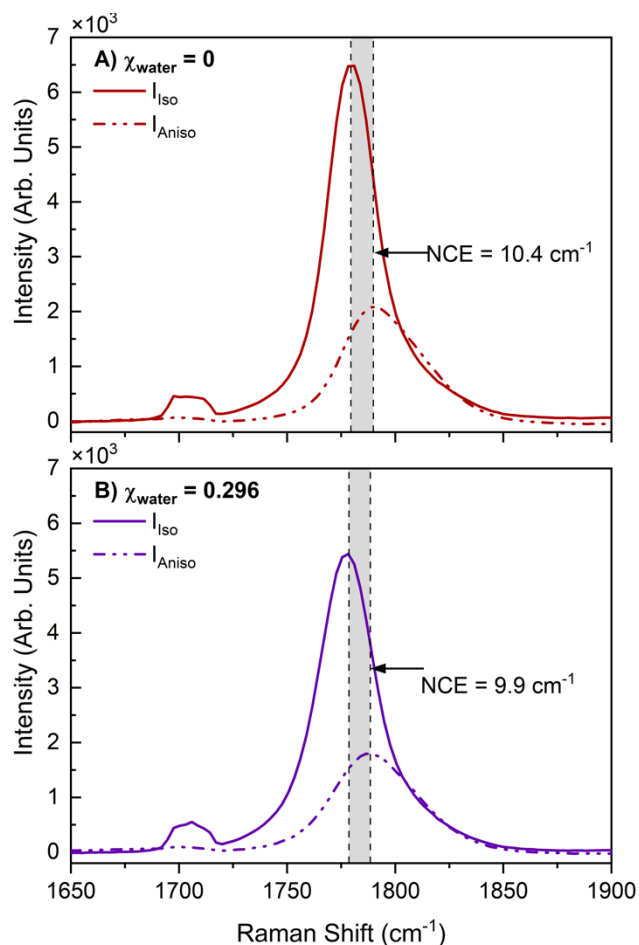 ×10³
7
6
5
4
3
2
1
0
Intensity (Arb. Units)
A) χwater = 0
IIso
IAniso
NCE = 10.4 cm⁻¹
×10³
7
6
5
4
3
2
1
0
Intensity (Arb. Units)
B) χwater = 0.296
IIso
IAniso
NCE = 9.9 cm⁻¹
1650 1700 1750 1800 1850 1900
Raman Shift (cm⁻¹)